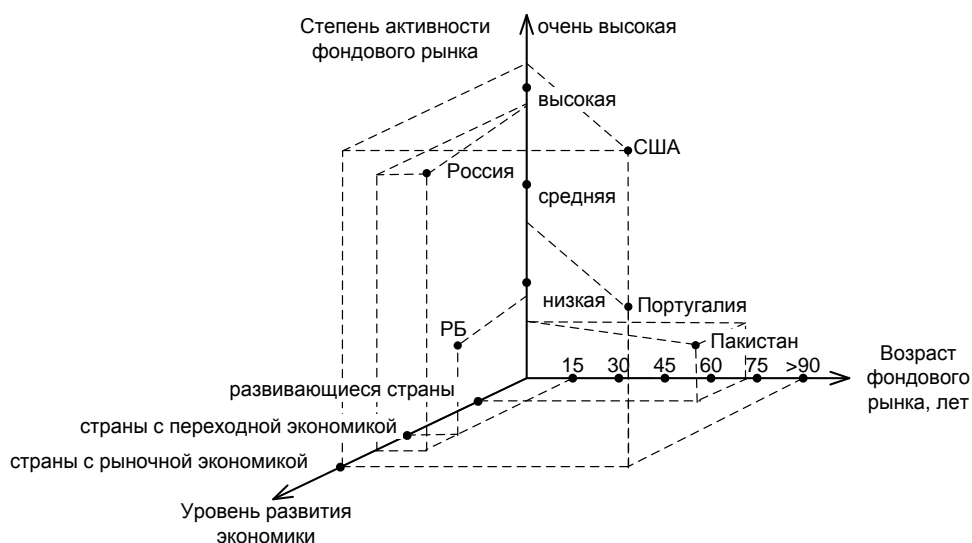 Степень активности
фондового рынка
очень высокая
высокая
США
Россия
средняя
низкая
Португалия
РБ
Пакистан
15 30 45 60 75 >90
Возраст
фондового
рынка, лет
развивающиеся страны
страны с переходной экономикой
страны с рыночной экономикой
Уровень развития
экономики